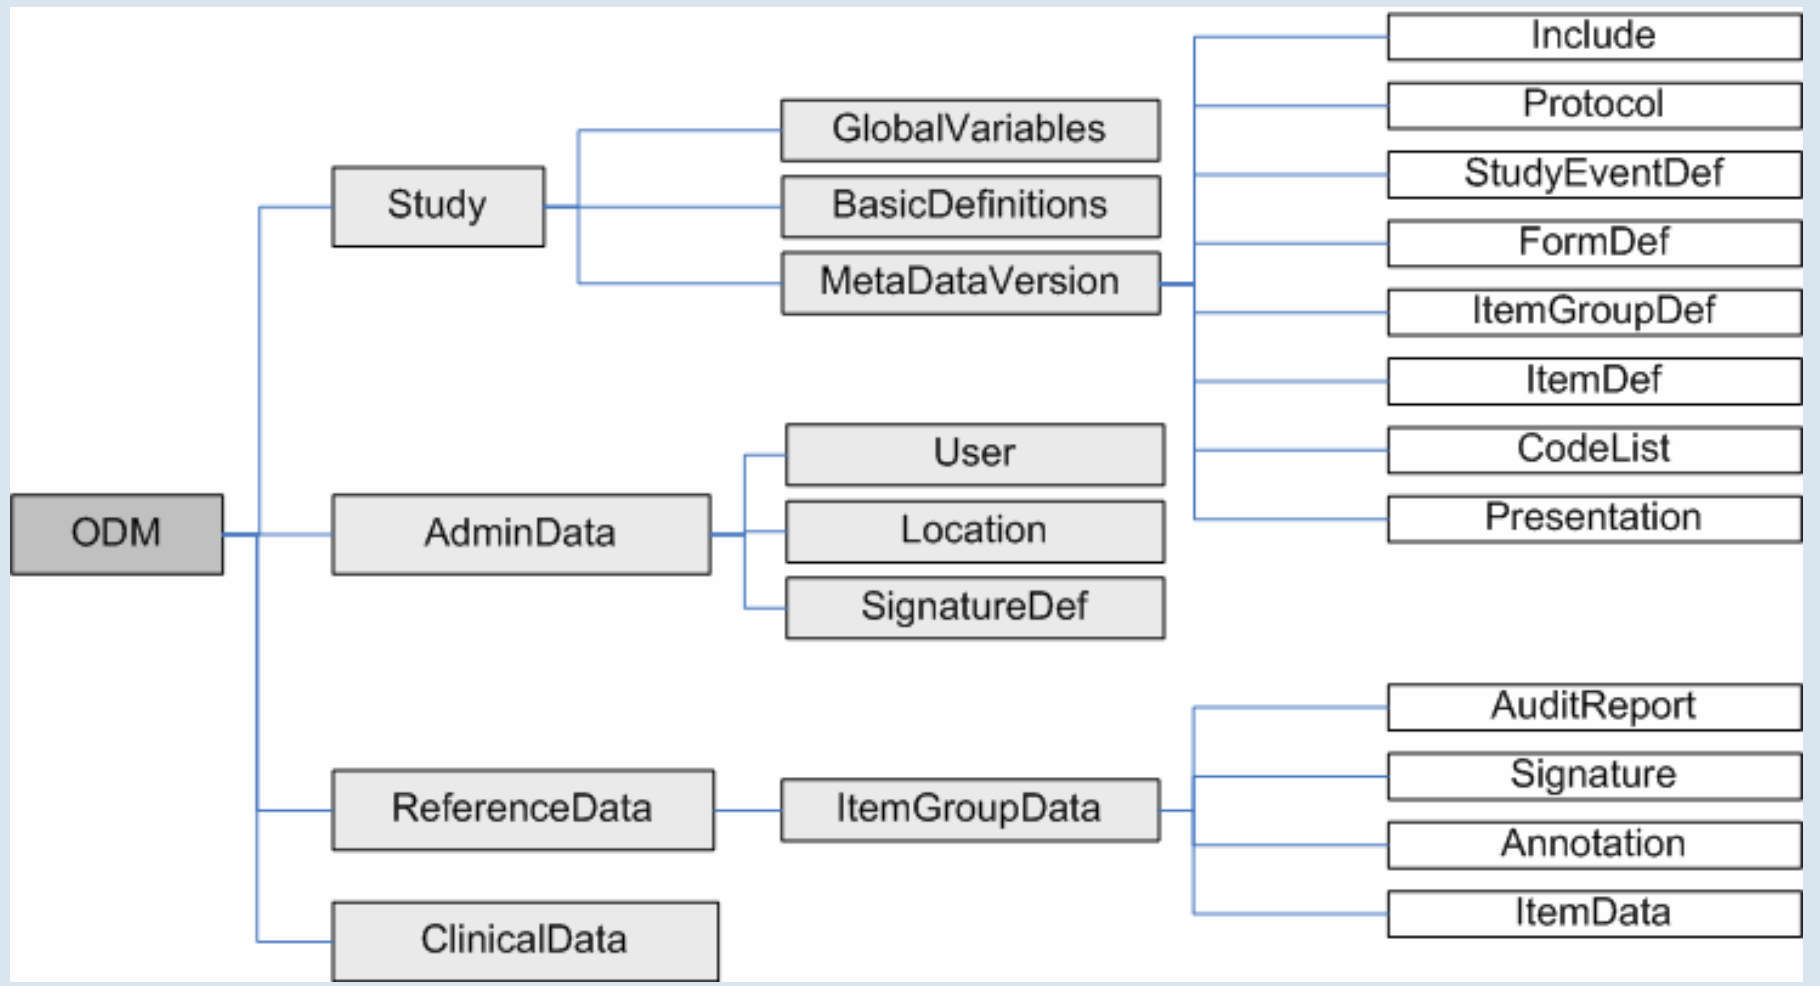 ODM
Study
GlobalVariables
BasicDefinitions
MetaDataVersion
Include
Protocol
StudyEventDef
FormDef
ItemGroupDef
ItemDef
CodeList
Presentation
AdminData
User
Location
SignatureDef
ReferenceData
ItemGroupData
AuditReport
Signature
Annotation
ItemData
ClinicalData